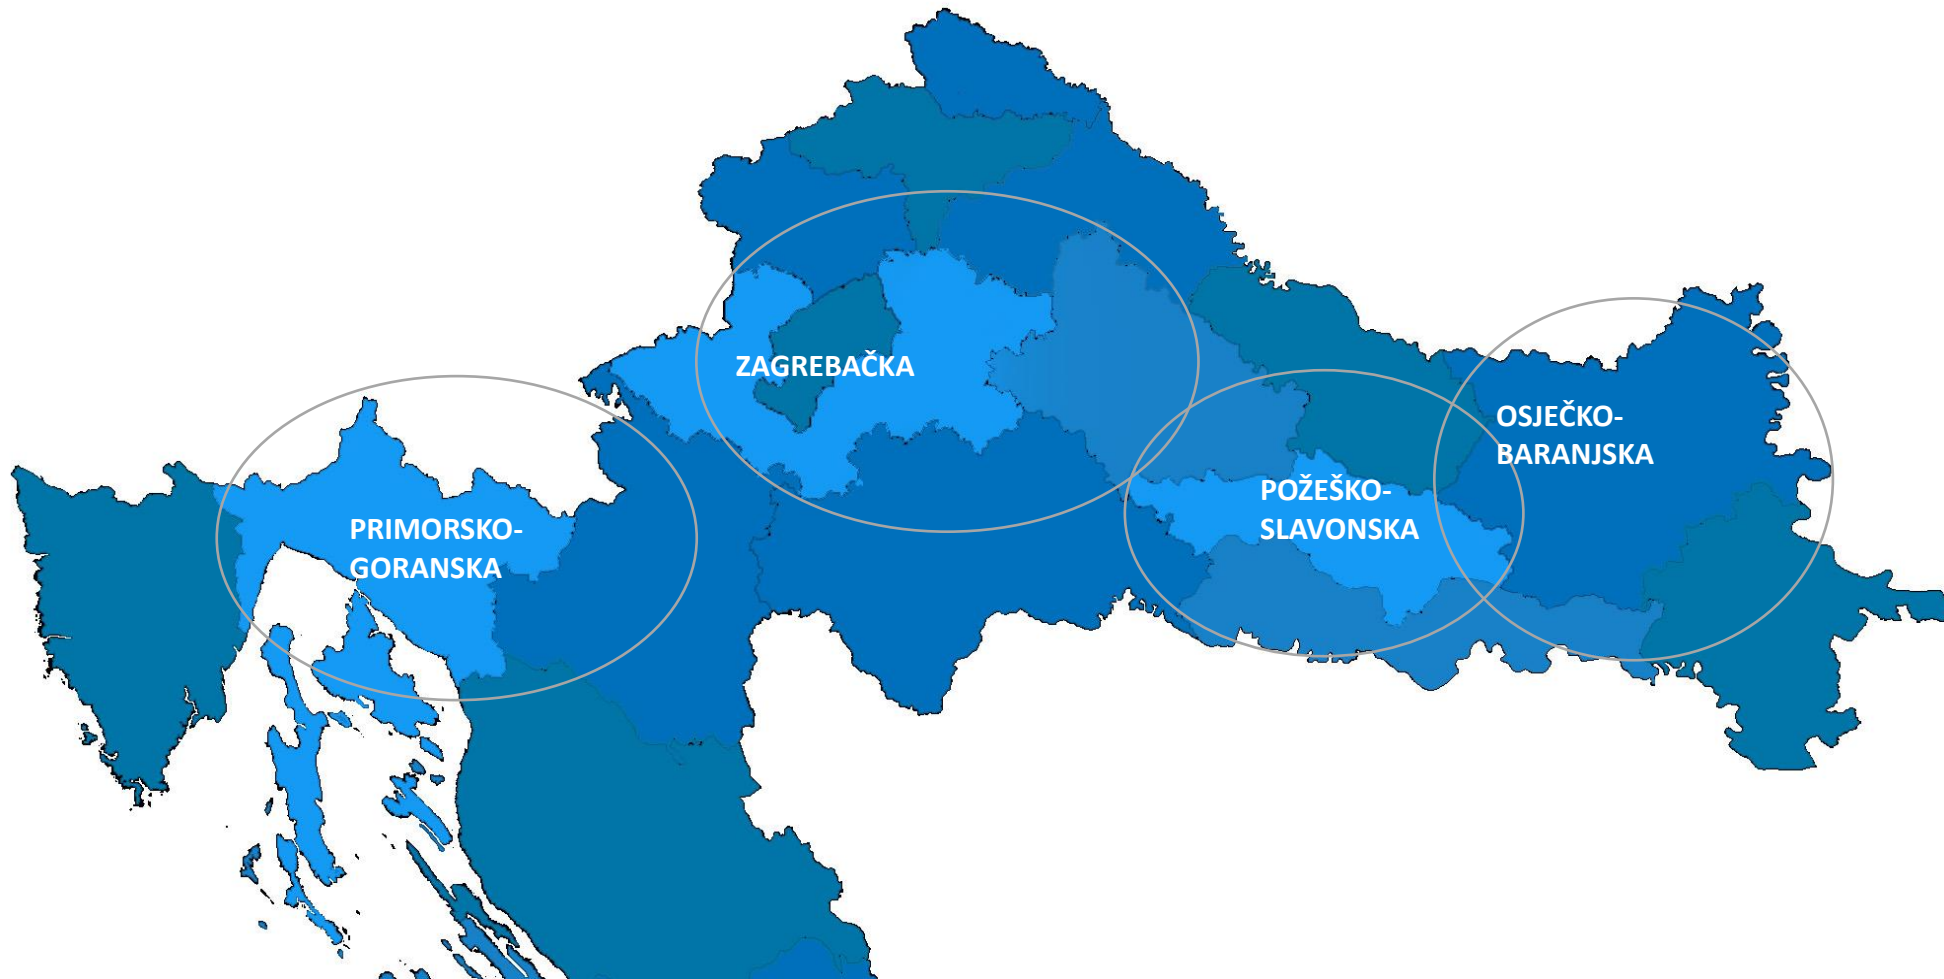 ZAGREBAČKA
OSJEČKO-
BARANJSKA
POŽEŠKO-
SLAVONSKA
PRIMORSKO-
GORANSKA